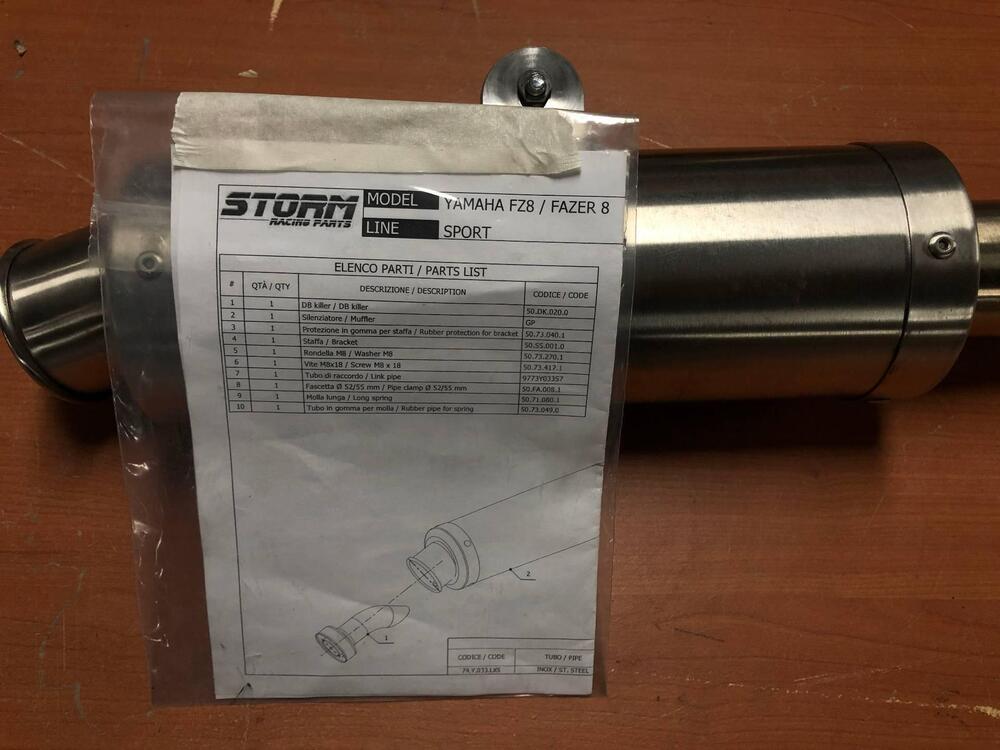 STORM
RACING PARTS
MODEL YAMAHA FZ8 / FAZER 8
LINE SPORT
ELENCO PARTI / PARTS LIST
# QTÀ / QTY DESCRIZIONE / DESCRIPTION CODICE / CODE
1 1 DB killer / DB killer 50.DK.020.0
2 1 Silenziatore / Muffler GP
3 1 Protezione in gomma per staffa / Rubber protection for bracket 50.73.040.1
4 1 Staffa / Bracket 50.SS.001.0
5 1 Rondella M8 / Washer M8 50.73.270.1
6 1 Vite M8x18 / Screw M8 x 18 50.73.417.1
7 1 Tubo di raccordo / Link pipe 9773Y03357
8 1 Fascetta Ø 52/55 mm / Pipe clamp Ø 52/55 mm 50.FA.008.1
9 1 Molla lunga / Long spring 50.71.080.1
10 1 Tubo in gomma per molla / Rubber pipe for spring 50.73.049.0
2
1
CODICE / CODE TUBO / PIPE
74.Y.033.LXS INOX / ST. STEEL